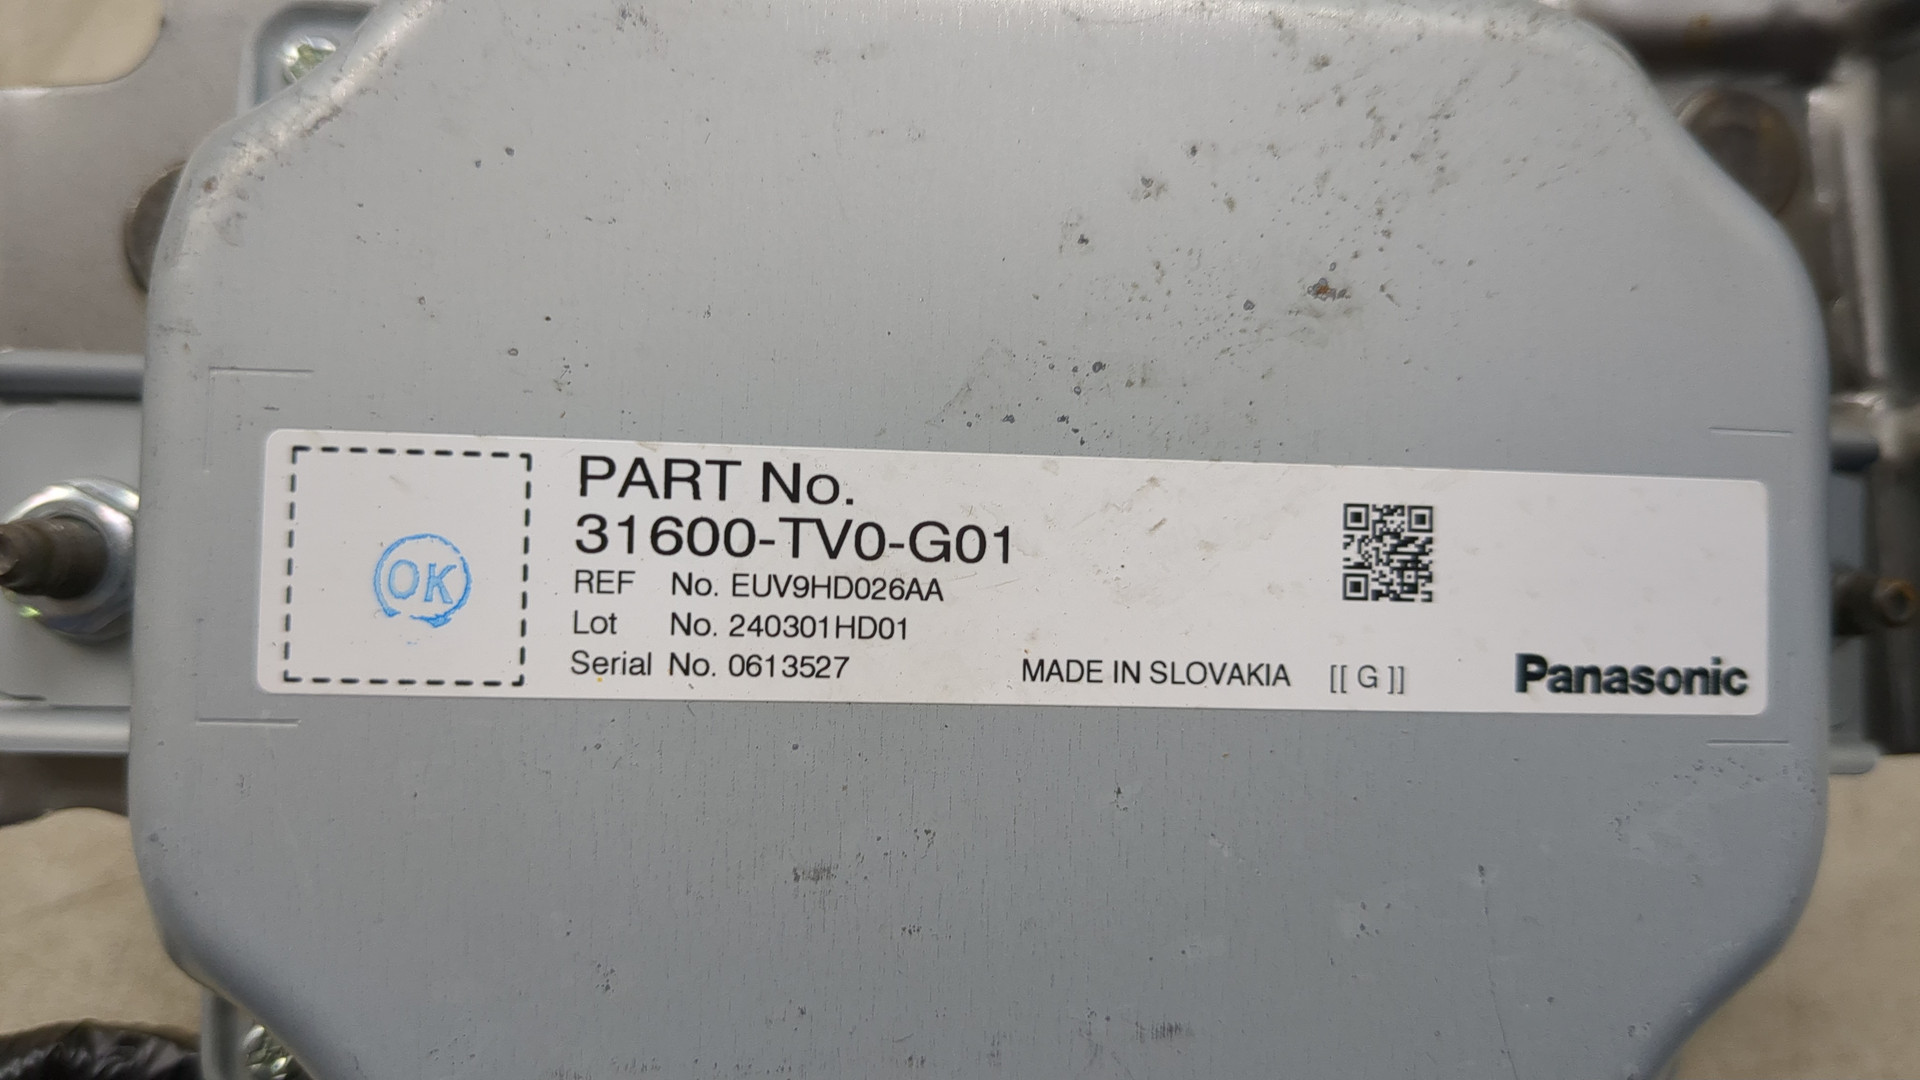 OK
PART No.
31600-TV0-G01
REF No. EUV9HD026AA
Lot No. 240301HD01
Serial No. 0613527
MADE IN SLOVAKIA [[ G ]]
Panasonic